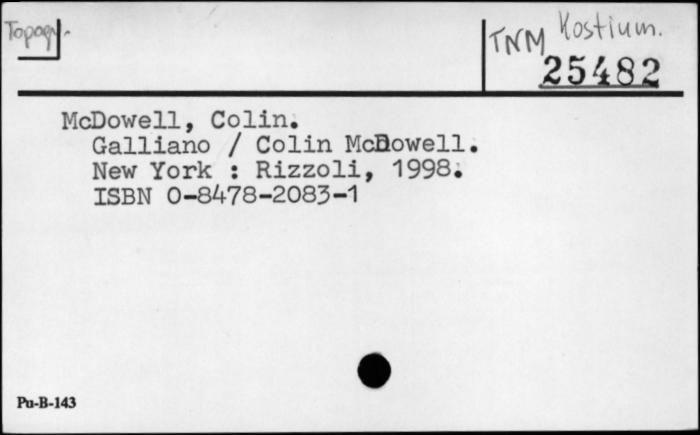 Topogr.
TNM Kostium.
25482
McDowell, Colin.
Galliano / Colin McDowell.
New York : Rizzoli, 1998.
ISBN 0-8478-2083-1
Pu-B-143